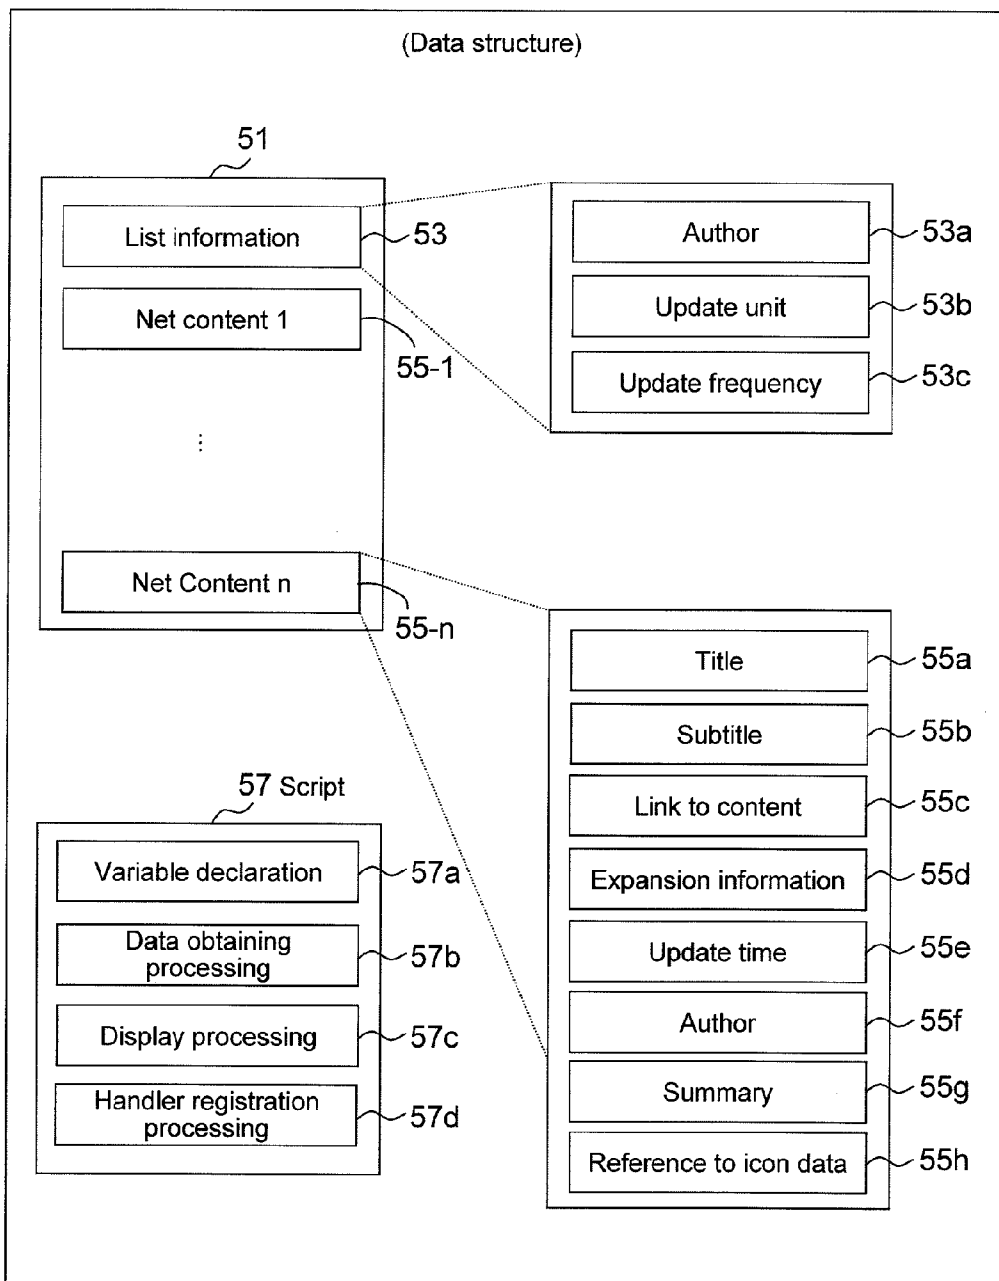 (Data structure)
51
List information
53
Net content 1
55-1
⋮
Net Content n
55-n
Author
53a
Update unit
53b
Update frequency
53c
Title
55a
Subtitle
55b
Link to content
55c
Expansion information
55d
Update time
55e
Author
55f
Summary
55g
Reference to icon data
55h
57 Script
Variable declaration
57a
Data obtaining
processing
57b
Display processing
57c
Handler registration
processing
57d